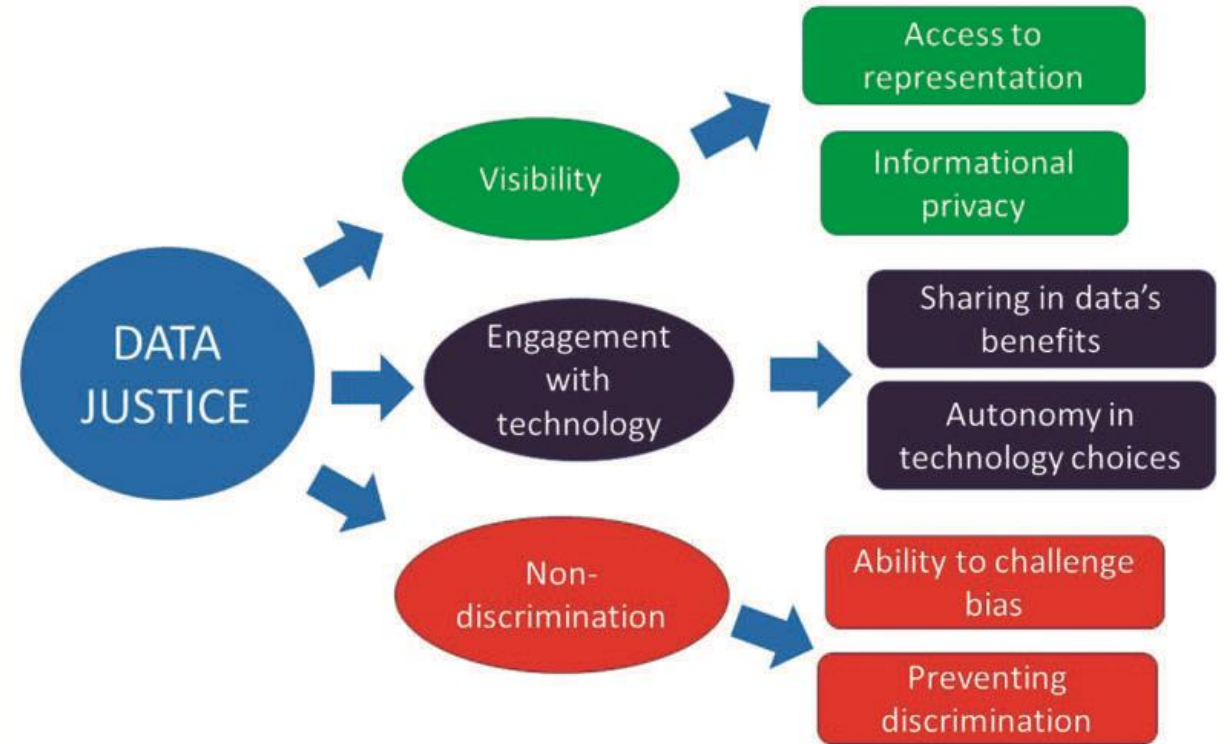 DATA
JUSTICE
Visibility
Access to
representation
Informational
privacy
Engagement
with
technology
Sharing in data’s
benefits
Autonomy in
technology choices
Non-
discrimination
Ability to challenge
bias
Preventing
discrimination